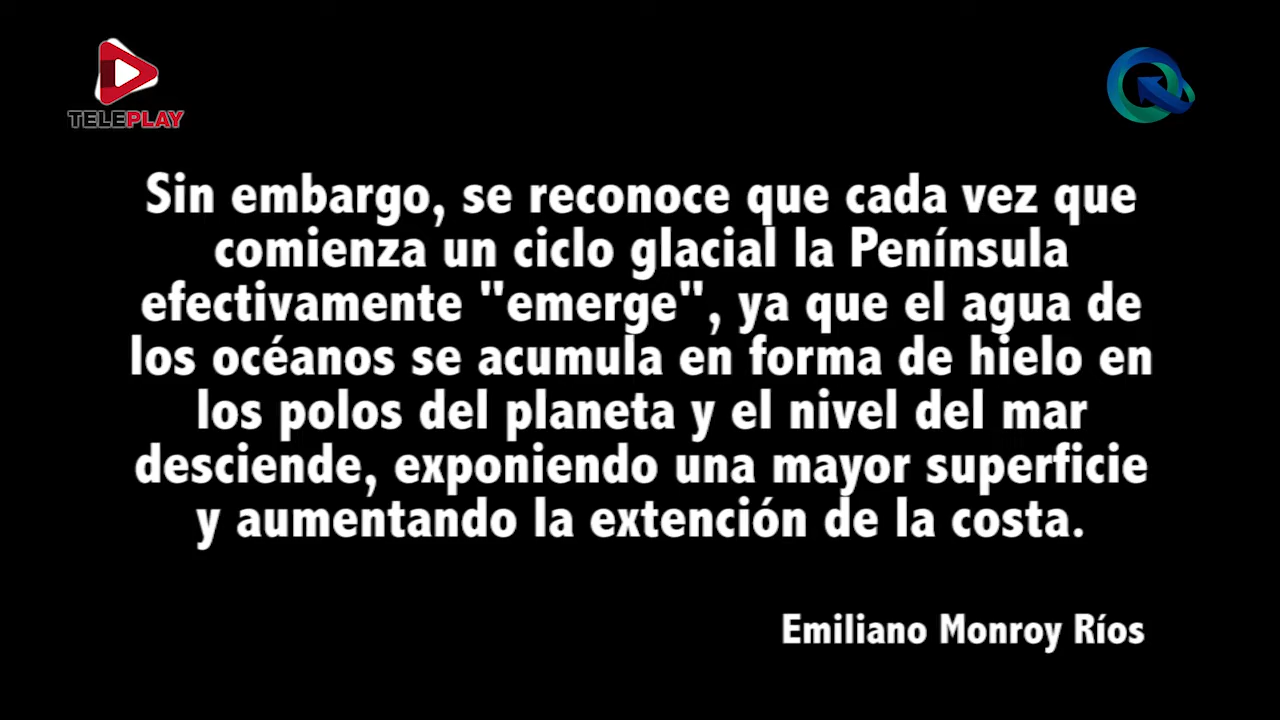 TELEPLAY
Sin embargo, se reconoce que cada vez que
comienza un ciclo glacial la Península
efectivamente "emerge", ya que el agua de
los océanos se acumula en forma de hielo en
los polos del planeta y el nivel del mar
desciende, exponiendo una mayor superficie
y aumentando la extención de la costa.
Emiliano Monroy Ríos